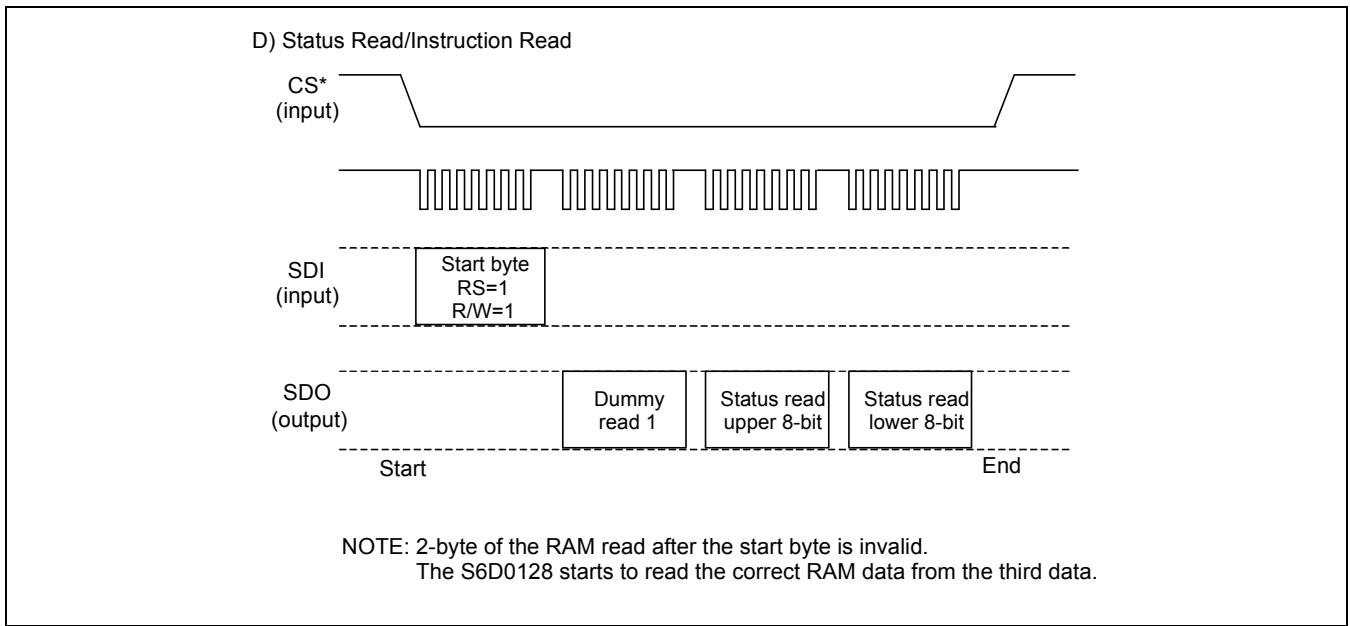 D) Status Read/Instruction Read
CS*
(input)
SDI
(input)
Start byte
RS=1
R/W=1
SDO
(output)
Dummy
read 1
Status read
upper 8-bit
Status read
lower 8-bit
Start
End
NOTE: 2-byte of the RAM read after the start byte is invalid.
The S6D0128 starts to read the correct RAM data from the third data.